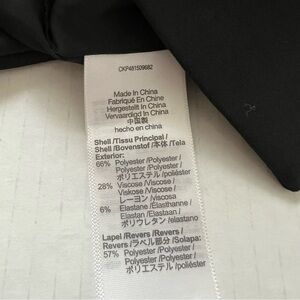 CKP481509682
Made In China
Fabriqué En Chine
Hergestellt in China
Vervaardigd In China
中国製
hecho en China
Shell /Tissu Principal /
Shell /Bovenstof /本体 /Tela
Exterior:
66% Polyester /Polyester /
Polyester /Polyester /
ポリエステル /poliéster
28% Viscose /Viscose /
Viskose /Viscose /
レーヨン /viscosa
6% Elastane /Elasthanne /
Elastan /Elastaan /
ポリウレタン /elastano
Lapel /Revers /Revers /
Revers /ラペル部分 /Solapa:
57% Polyester /Polyester /
Polyester /Polyester /
ポリエステル /poliéster